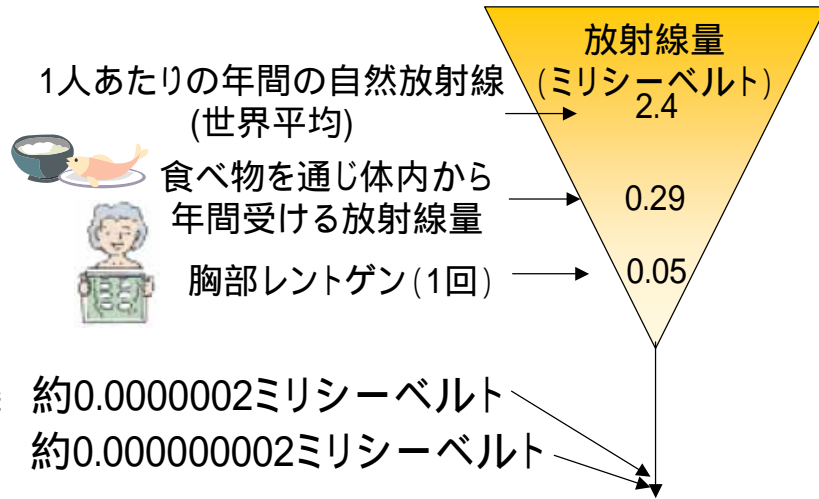 放射線量
(ミリシーベルト)
1人あたりの年間の自然放射線
(世界平均)
2.4
食べ物を通じ体内から
年間受ける放射線量
0.29
胸部レントゲン(1回)
0.05
約0.0000002ミリシーベルト
約0.000000002ミリシーベルト